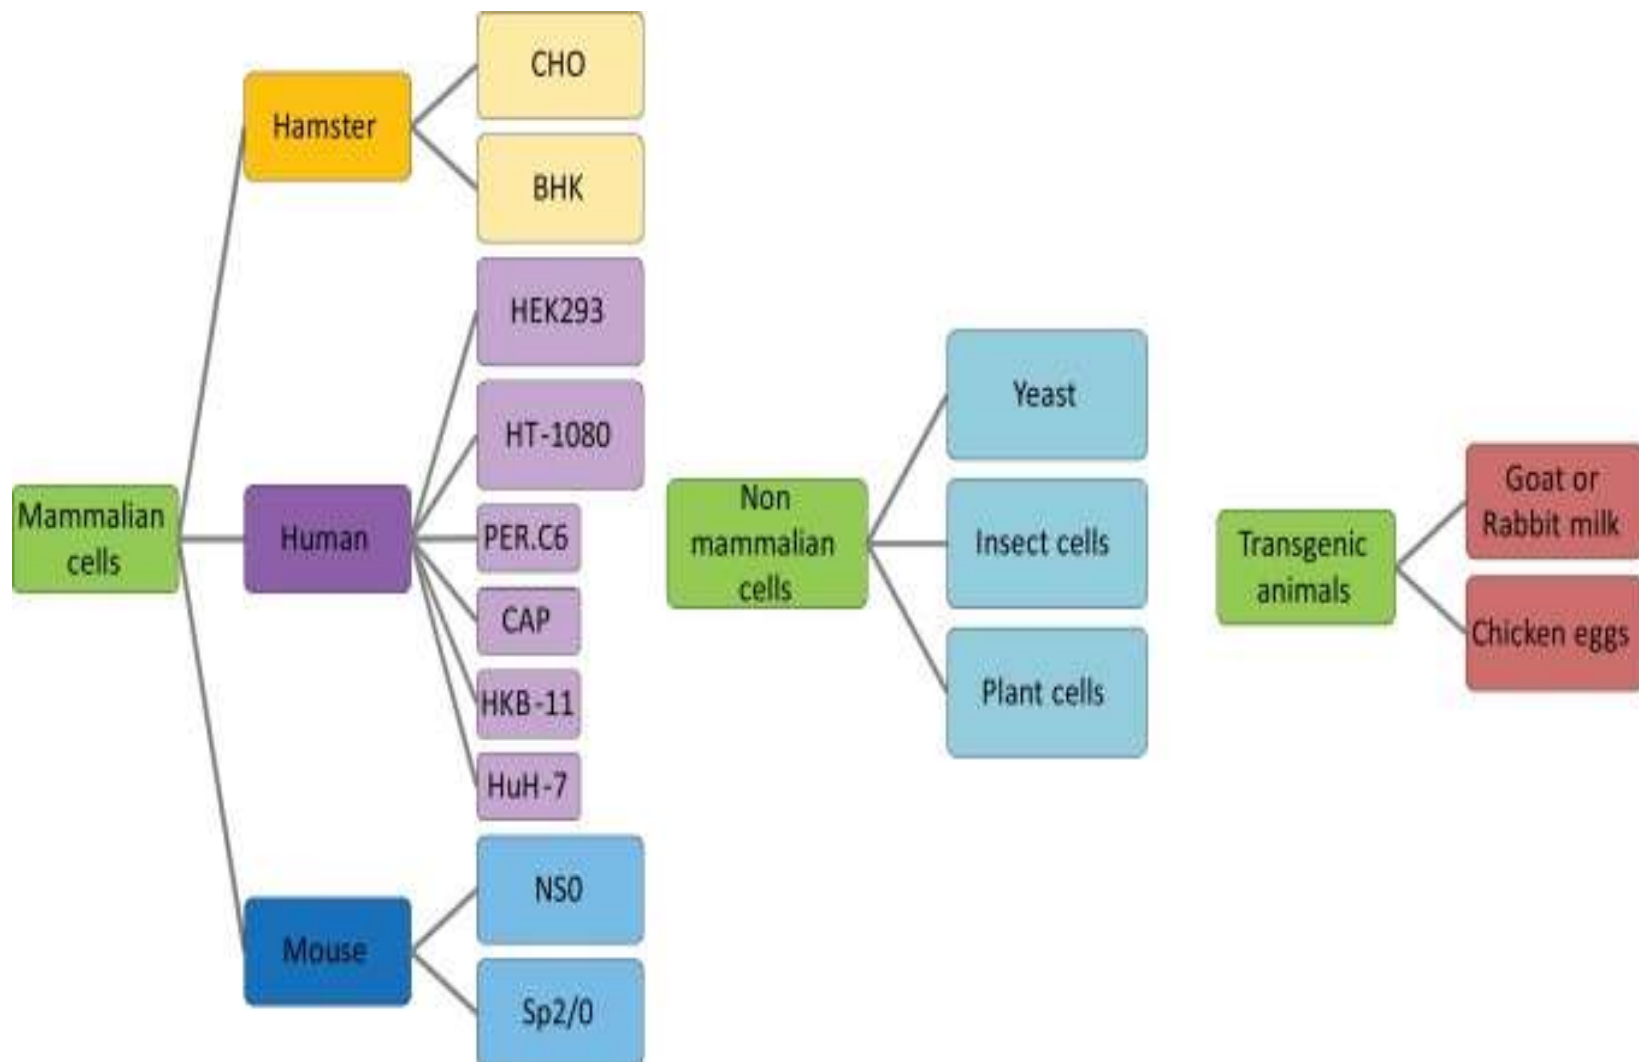 Mammalian
cells
Hamster
CHO
BHK
Human
HEK293
HT-1080
PER.C6
CAP
HKB-11
HuH-7
Mouse
NS0
Sp2/0
Non
mammalian
cells
Yeast
Insect cells
Plant cells
Transgenic
animals
Goat or
Rabbit milk
Chicken eggs